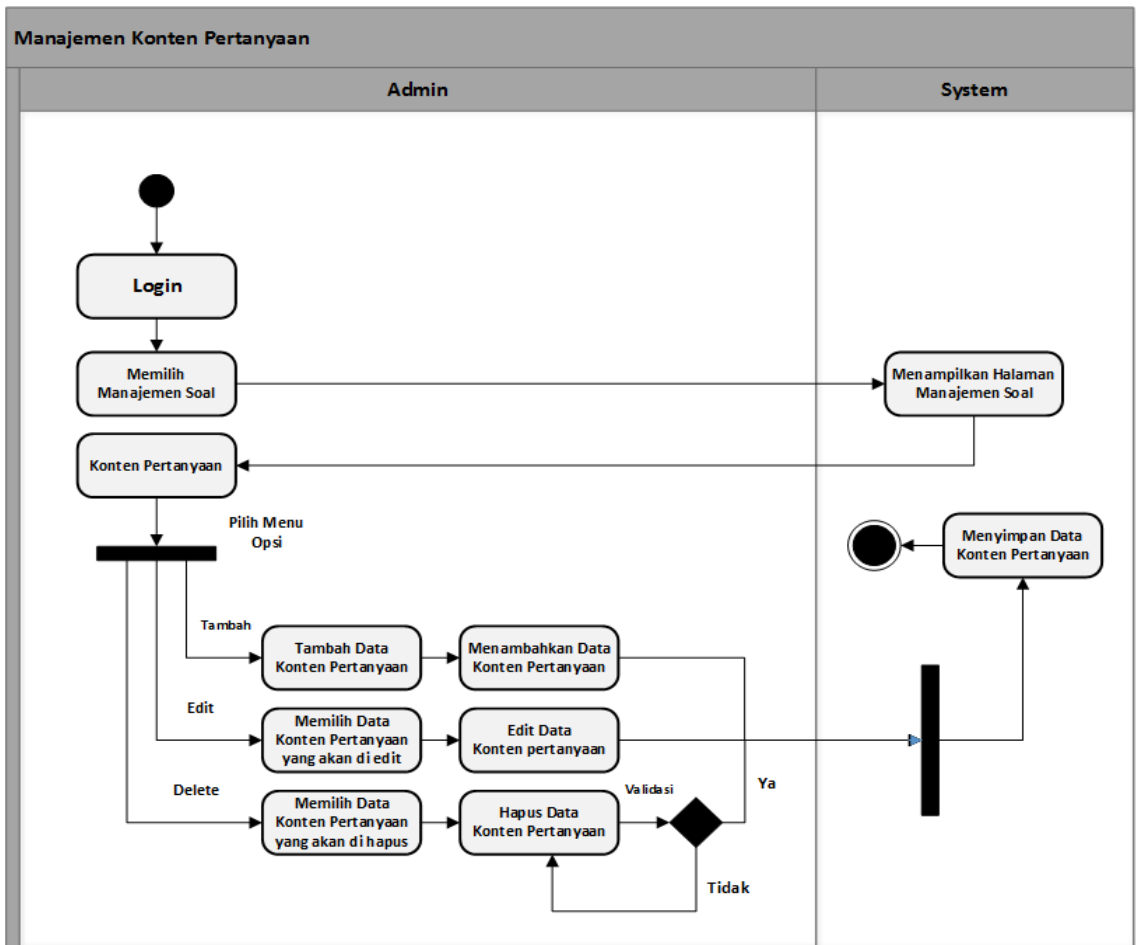 Manajemen Konten Pertanyaan
Admin
System
Login
Memilih
Manajemen Soal
Menampilkan Halaman
Manajemen Soal
Konten Pertanyaan
Pilih Menu
Opsi
Menyimpan Data
Konten Pertanyaan
Tambah
Tambah Data
Konten Pertanyaan
Menambahkan Data
Konten Pertanyaan
Edit
Memilih Data
Konten Pertanyaan
yang akan di edit
Edit Data
Konten pertanyaan
Delete
Memilih Data
Konten Pertanyaan
yang akan di hapus
Hapus Data
Konten Pertanyaan
Validasi
Ya
Tidak